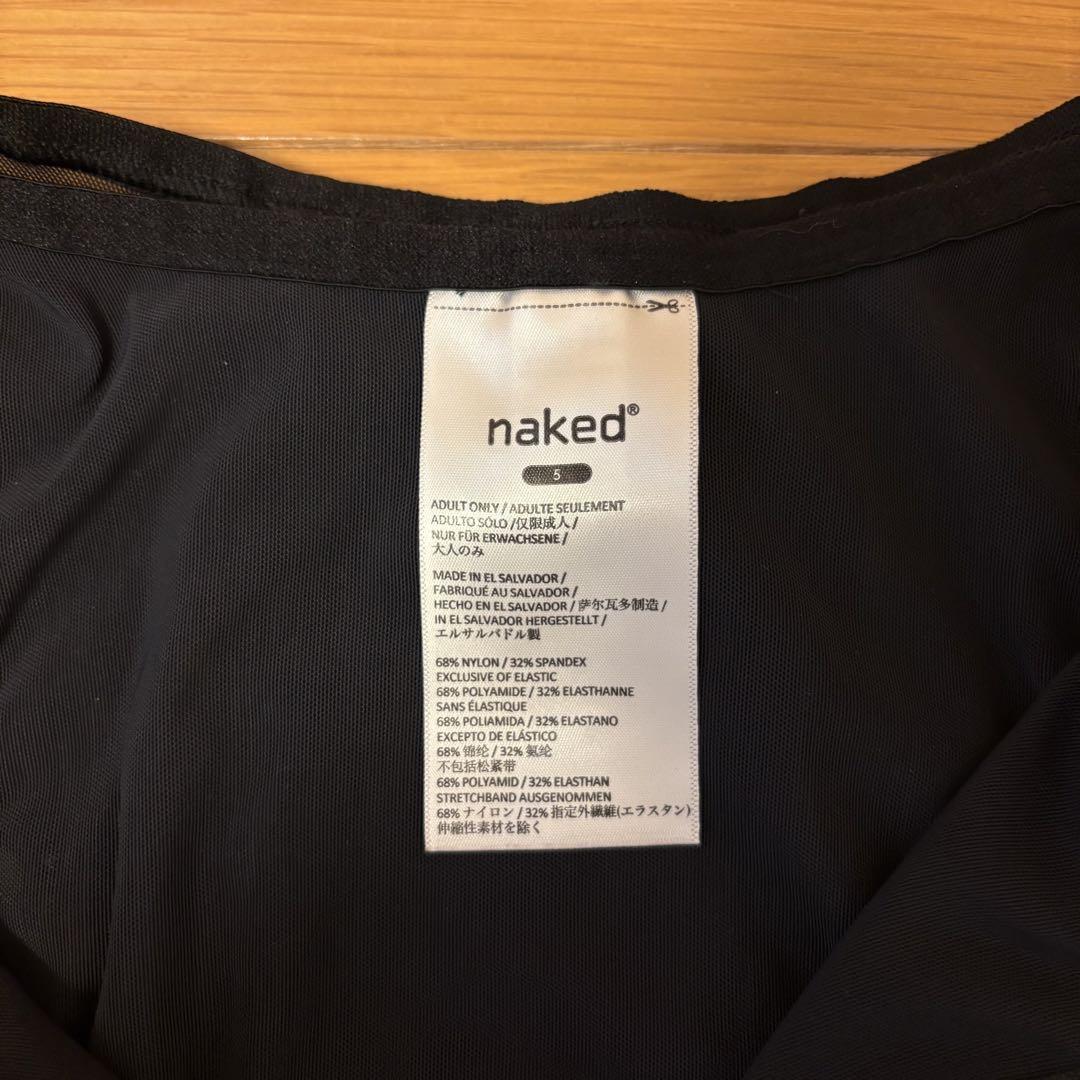 naked®
5
ADULT ONLY / ADULTE SEULEMENT
ADULTO SÓLO /仅限成人 /
NUR FÜR ERWACHSENE /
大人のみ
MADE IN EL SALVADOR /
FABRIQUÉ AU SALVADOR /
HECHO EN EL SALVADOR / 萨尔瓦多制造 /
IN EL SALVADOR HERGESTELLT /
エルサルバドル製
68% NYLON / 32% SPANDEX
EXCLUSIVE OF ELASTIC
68% POLYAMIDE / 32% ELASTHANNE
SANS ÉLASTIQUE
68% POLIAMIDA / 32% ELASTANO
EXCEPTO DE ELÁSTICO
68% 锦纶 / 32% 氨纶
不包括松紧带
68% POLYAMID / 32% ELASTHAN
STRETCHBAND AUSGENOMMEN
68% ナイロン / 32% 指定外繊維(エラスタン)
伸縮性素材を除く